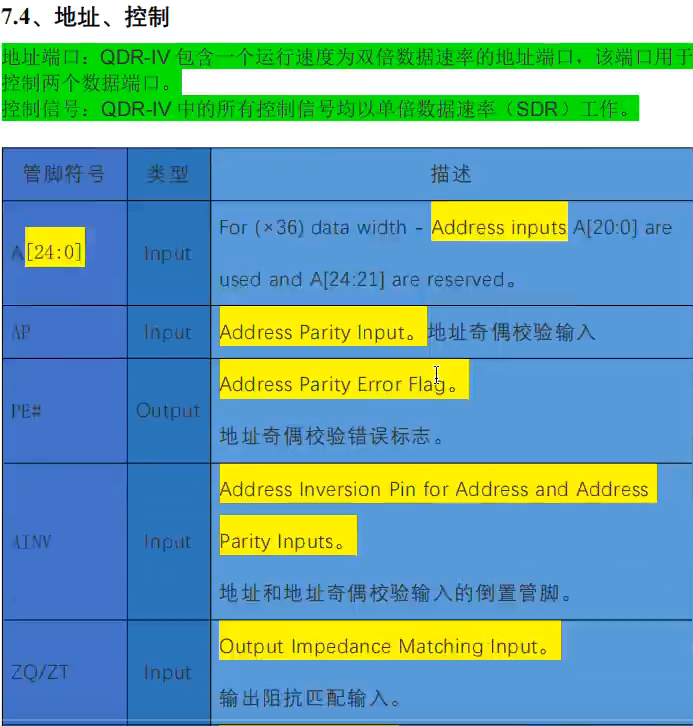 7.4、地址、控制
地址端口：QDR-IV 包含一个运行速度为双倍数据速率的地址端口，该端口用于
控制两个数据端口。
控制信号：QDR-IV 中的所有控制信号均以单倍数据速率（SDR）工作。
管脚符号 类型 描述
A[24:0] Input For (×36) data width - Address inputs A[20:0] are
used and A[24:21] are reserved。
AP Input Address Parity Input。地址奇偶校验输入
PE# Output Address Parity Error Flag。
地址奇偶校验错误标志。
AINV Input Address Inversion Pin for Address and Address
Parity Inputs。
地址和地址奇偶校验输入的倒置管脚。
ZQ/ZT Input Output Impedance Matching Input。
输出阻抗匹配输入。